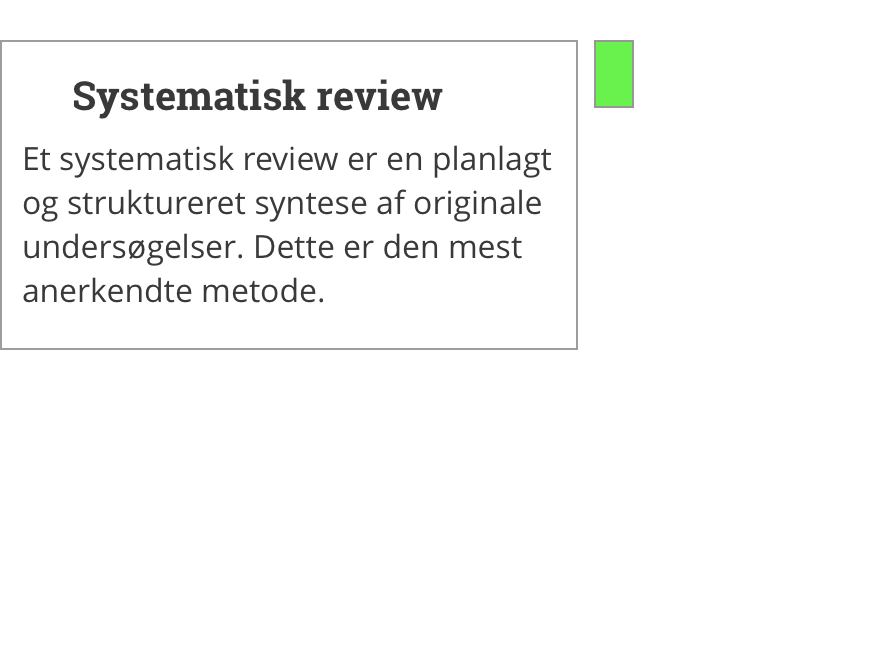 Systematisk review
Et systematisk review er en planlagt
og struktureret syntese af originale
undersøgelser. Dette er den mest
anerkendte metode.